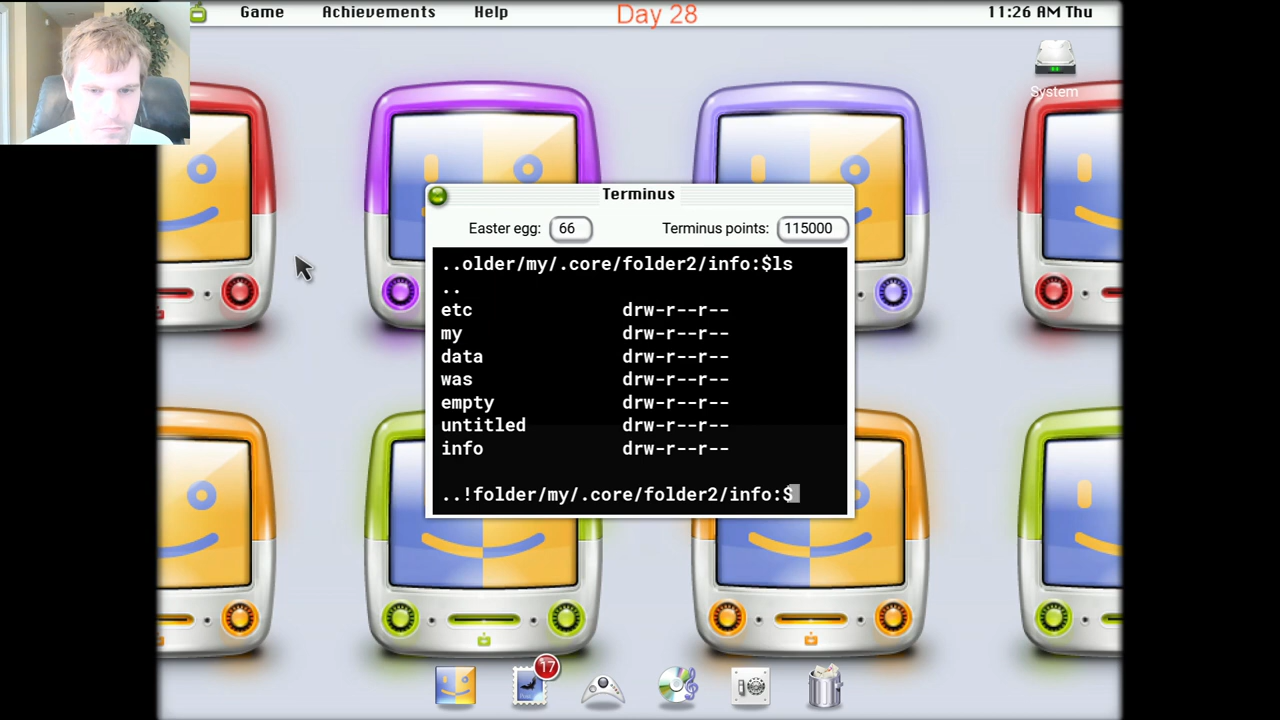 Game Achievements Help Day 28 11:26 AM Thu
System
Terminus
Easter egg: 66 Terminus points: 115000
..older/my/.core/folder2/info:$ls
..
etc drw-r--r--
my drw-r--r--
data drw-r--r--
was drw-r--r--
empty drw-r--r--
untitled drw-r--r--
info drw-r--r--
..!folder/my/.core/folder2/info:$
17